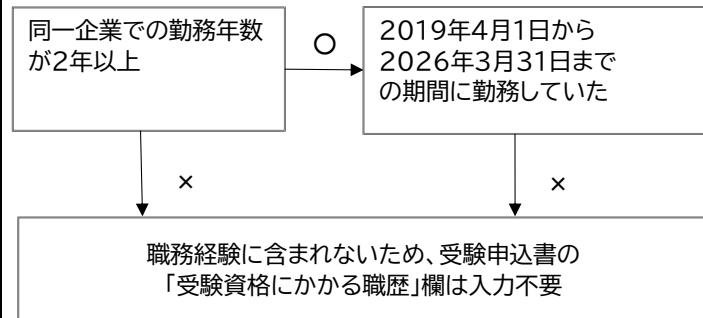 同一企業での勤務年数
が2年以上
○
2019年4月1日から
2026年3月31日まで
の期間に勤務していた
×
×
職務経験に含まれないため、受験申込書の
「受験資格にかかる職歴」欄は入力不要